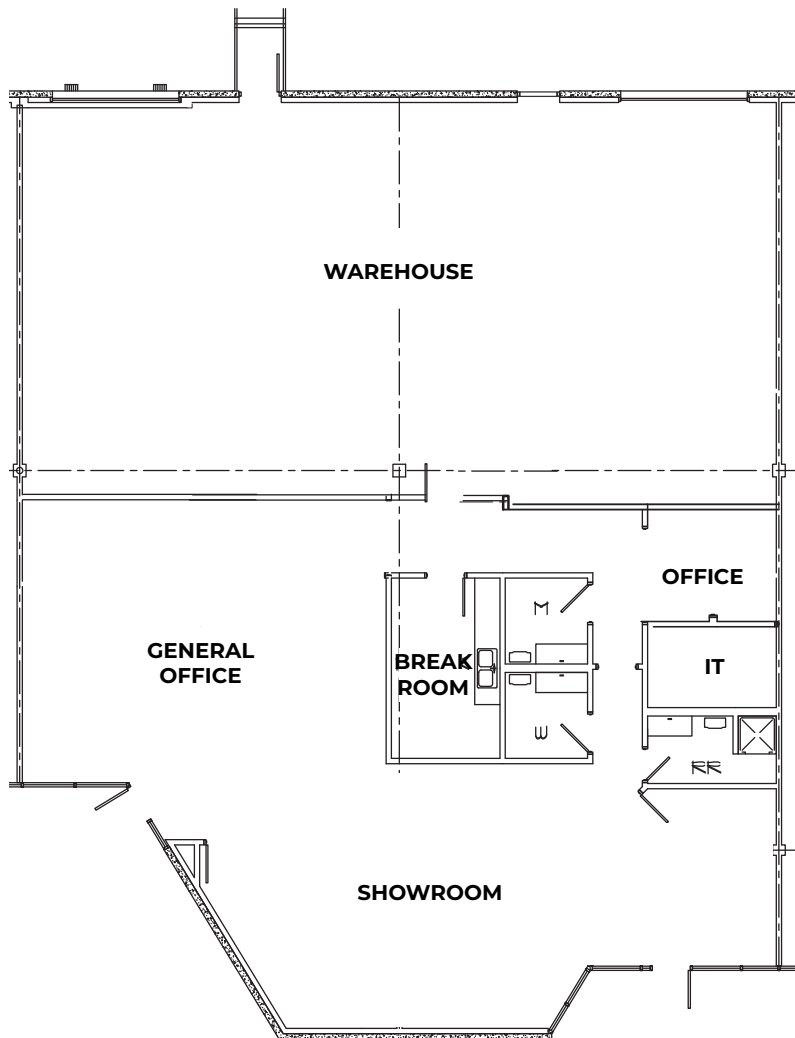 WAREHOUSE
OFFICE
GENERAL
OFFICE
BREAK
ROOM
IT
M
W
RR
SHOWROOM